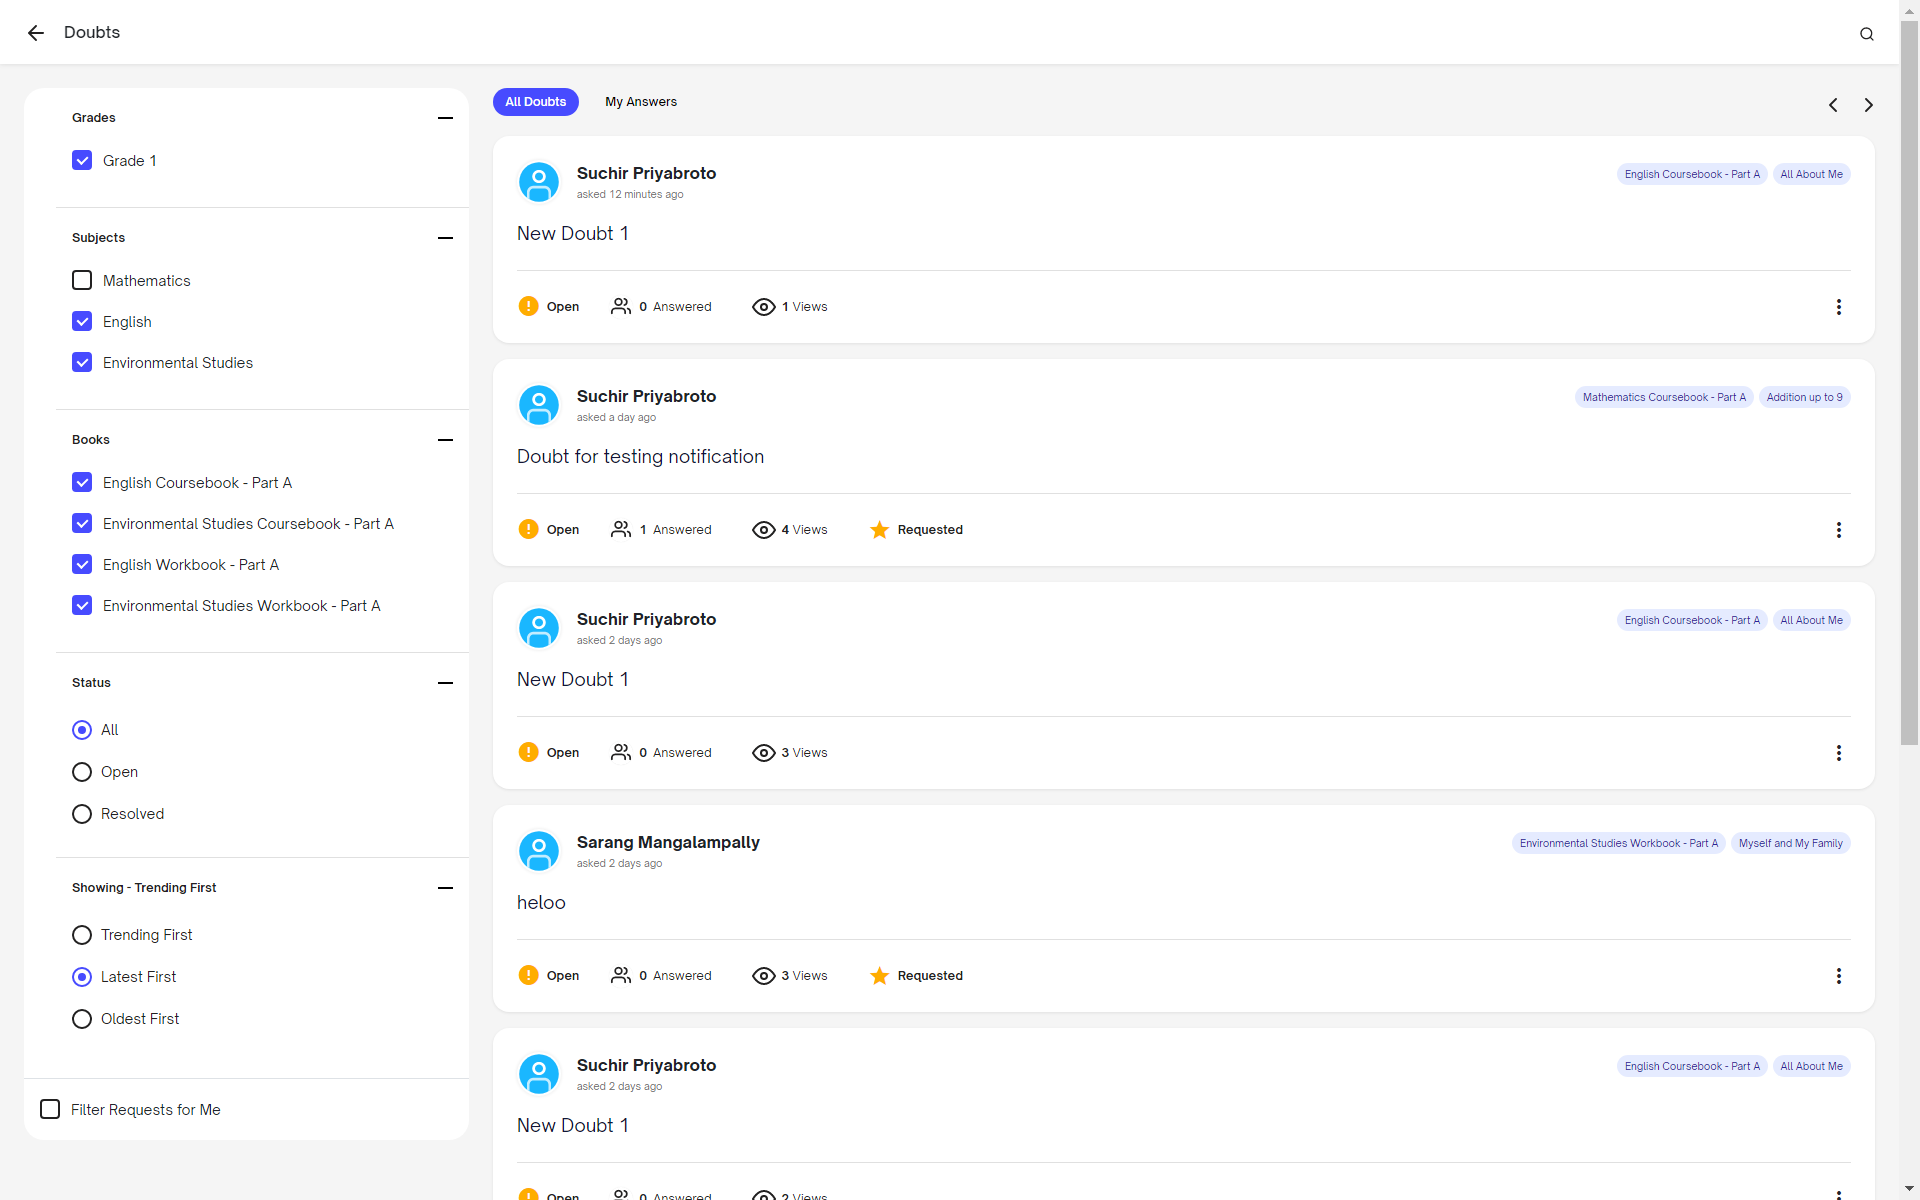 Doubts
Grades
Grade 1
Subjects
Mathematics
English
Environmental Studies
Books
English Coursebook - Part A
Environmental Studies Coursebook - Part A
English Workbook - Part A
Environmental Studies Workbook - Part A
Status
All
Open
Resolved
Showing - Trending First
Trending First
Latest First
Oldest First
Filter Requests for Me
All Doubts My Answers
Suchir Priyabroto English Coursebook - Part A All About Me
asked 12 minutes ago
New Doubt 1
Open 0 Answered 1 Views
Suchir Priyabroto Mathematics Coursebook - Part A Addition up to 9
asked a day ago
Doubt for testing notification
Open 1 Answered 4 Views Requested
Suchir Priyabroto English Coursebook - Part A All About Me
asked 2 days ago
New Doubt 1
Open 0 Answered 3 Views
Sarang Mangalampally Environmental Studies Workbook - Part A Myself and My Family
asked 2 days ago
heloo
Open 0 Answered 3 Views Requested
Suchir Priyabroto English Coursebook - Part A All About Me
asked 2 days ago
New Doubt 1
Open 0 Answered 2 Views